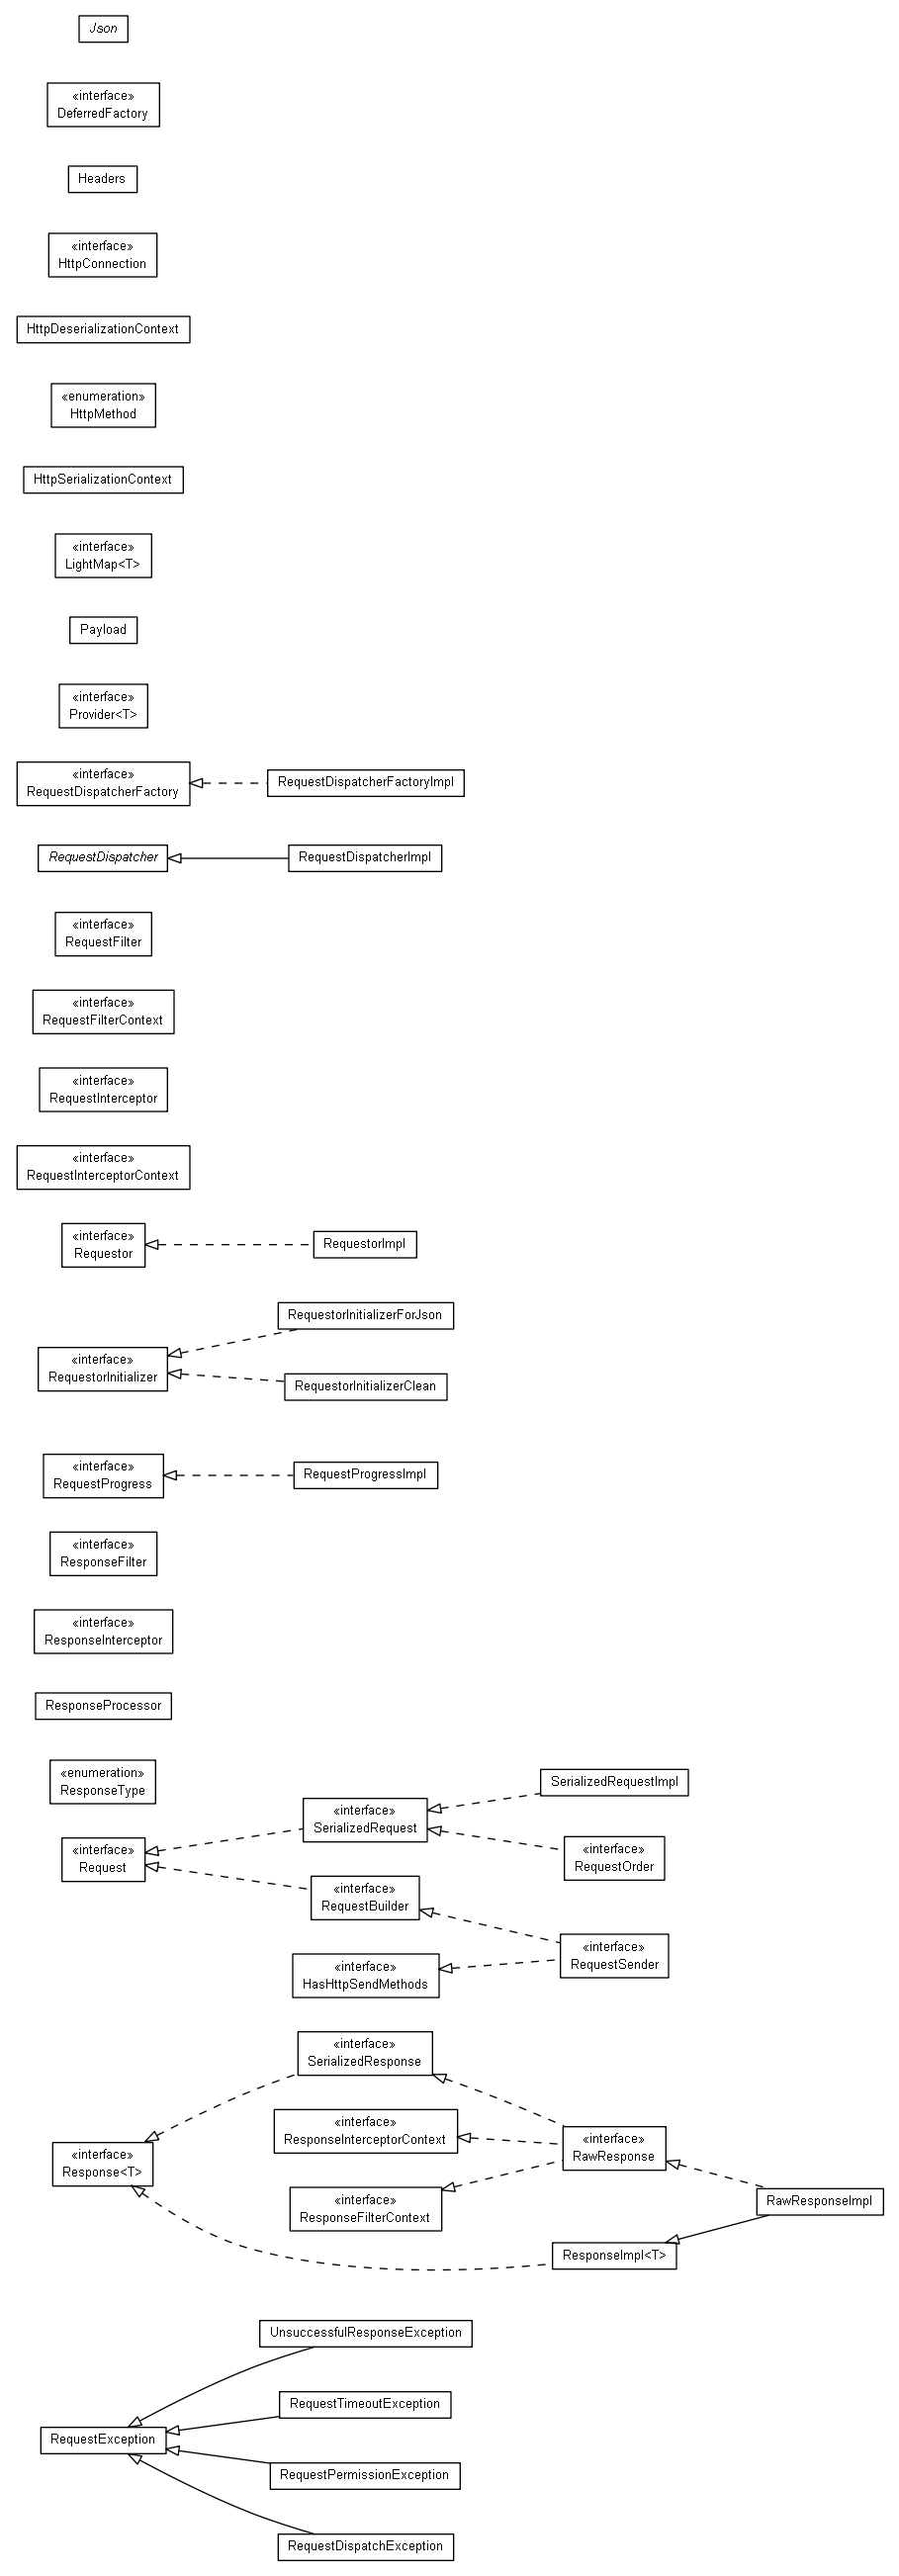 Json
«interface»
DeferredFactory
Headers
«interface»
HttpConnection
HttpDeserializationContext
«enumeration»
HttpMethod
HttpSerializationContext
«interface»
LightMap<T>
Payload
«interface»
Provider<T>
«interface»
RequestDispatcherFactory
RequestDispatcherFactoryImpl
RequestDispatcher
RequestDispatcherImpl
«interface»
RequestFilter
«interface»
RequestFilterContext
«interface»
RequestInterceptor
«interface»
RequestInterceptorContext
«interface»
Requestor
RequestorImpl
RequestorInitializerForJson
«interface»
RequestorInitializer
RequestorInitializerClean
«interface»
RequestProgress
RequestProgressImpl
«interface»
ResponseFilter
«interface»
ResponseInterceptor
ResponseProcessor
«enumeration»
ResponseType
SerializedRequestImpl
«interface»
SerializedRequest
«interface»
Request
«interface»
RequestOrder
«interface»
RequestBuilder
«interface»
RequestSender
«interface»
HasHttpSendMethods
«interface»
SerializedResponse
«interface»
ResponseInterceptorContext
«interface»
RawResponse
«interface»
Response<T>
«interface»
ResponseFilterContext
RawResponseImpl
ResponseImpl<T>
UnsuccessfulResponseException
RequestTimeoutException
RequestException
RequestPermissionException
RequestDispatchException